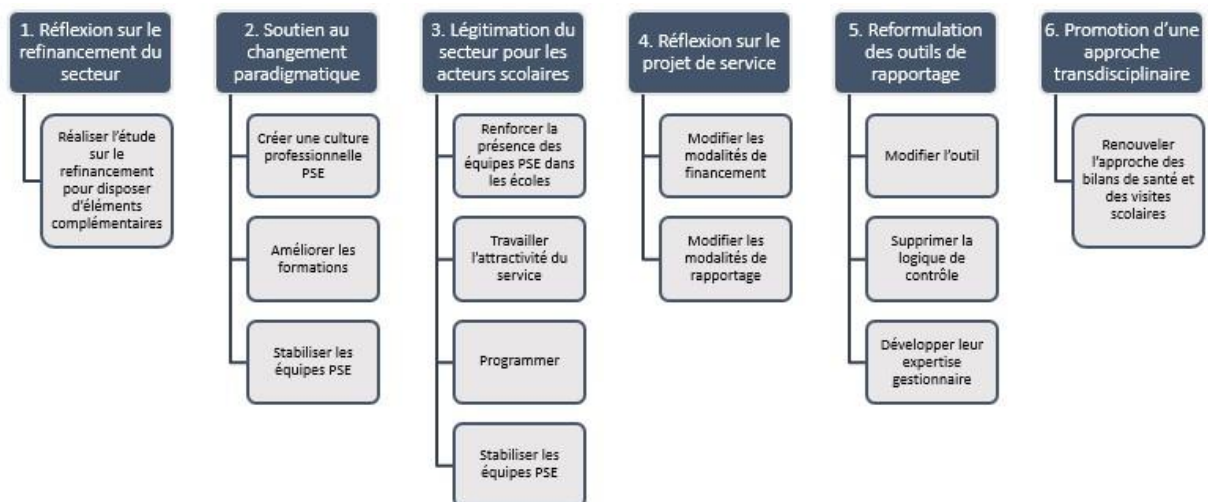 1. Réflexion sur le
refinancement du
secteur
Réaliser l'étude
sur le
refinancement
pour disposer
d'éléments
complémentaires
2. Soutien au
changement
paradigmatique
Créer une culture
professionnelle
PSE
Améliorer les
formations
Stabiliser les
équipes PSE
3. Légitimation du
secteur pour les
acteurs scolaires
Renforcer la
présence des
équipes PSE dans
les écoles
Travailler
l'attractivité du
service
Programmer
Stabiliser les
équipes PSE
4. Réflexion sur le
projet de service
Modifier les
modalités de
financement
Modifier les
modalités de
rapportage
5. Reformulation
des outils de
rapportage
Modifier l'outil
Supprimer la
logique de
contrôle
Développer leur
expertise
gestionnaire
6. Promotion d'une
approche
transdisciplinaire
Renouveler
l'approche des
bilans de santé et
des visites
scolaires